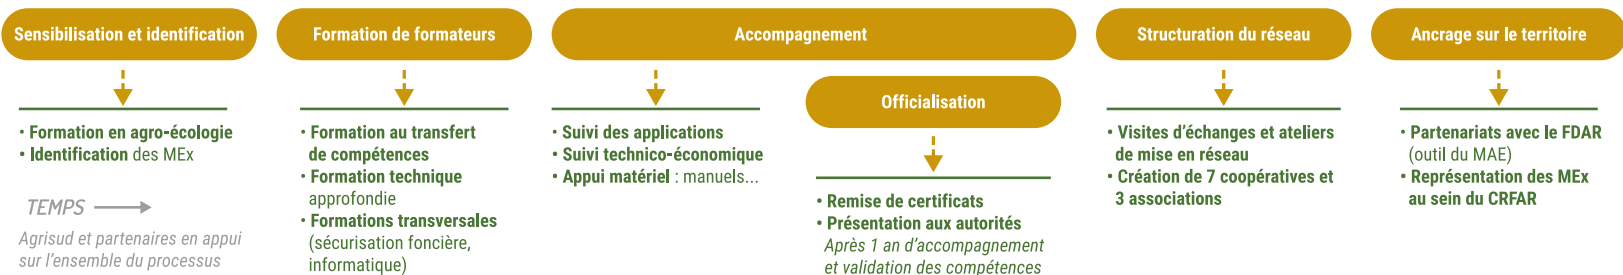 Sensibilisation et identification
• Formation en agro-écologie
• Identification des MEx
TEMPS
Agrisud et partenaires en appui
sur l’ensemble du processus
Formation de formateurs
• Formation au transfert
de compétences
• Formation technique
approfondie
• Formations transversales
(sécurisation foncière,
informatique)
Accompagnement
• Suivi des applications
• Suivi technico-économique
• Appui matériel : manuels...
Officialisation
• Remise de certificats
• Présentation aux autorités
Après 1 an d’accompagnement
et validation des compétences
Structuration du réseau
• Visites d’échanges et ateliers
de mise en réseau
• Création de 7 coopératives et
3 associations
Ancrage sur le territoire
• Partenariats avec le FDAR
(outil du MAE)
• Représentation des MEx
au sein du CRFAR